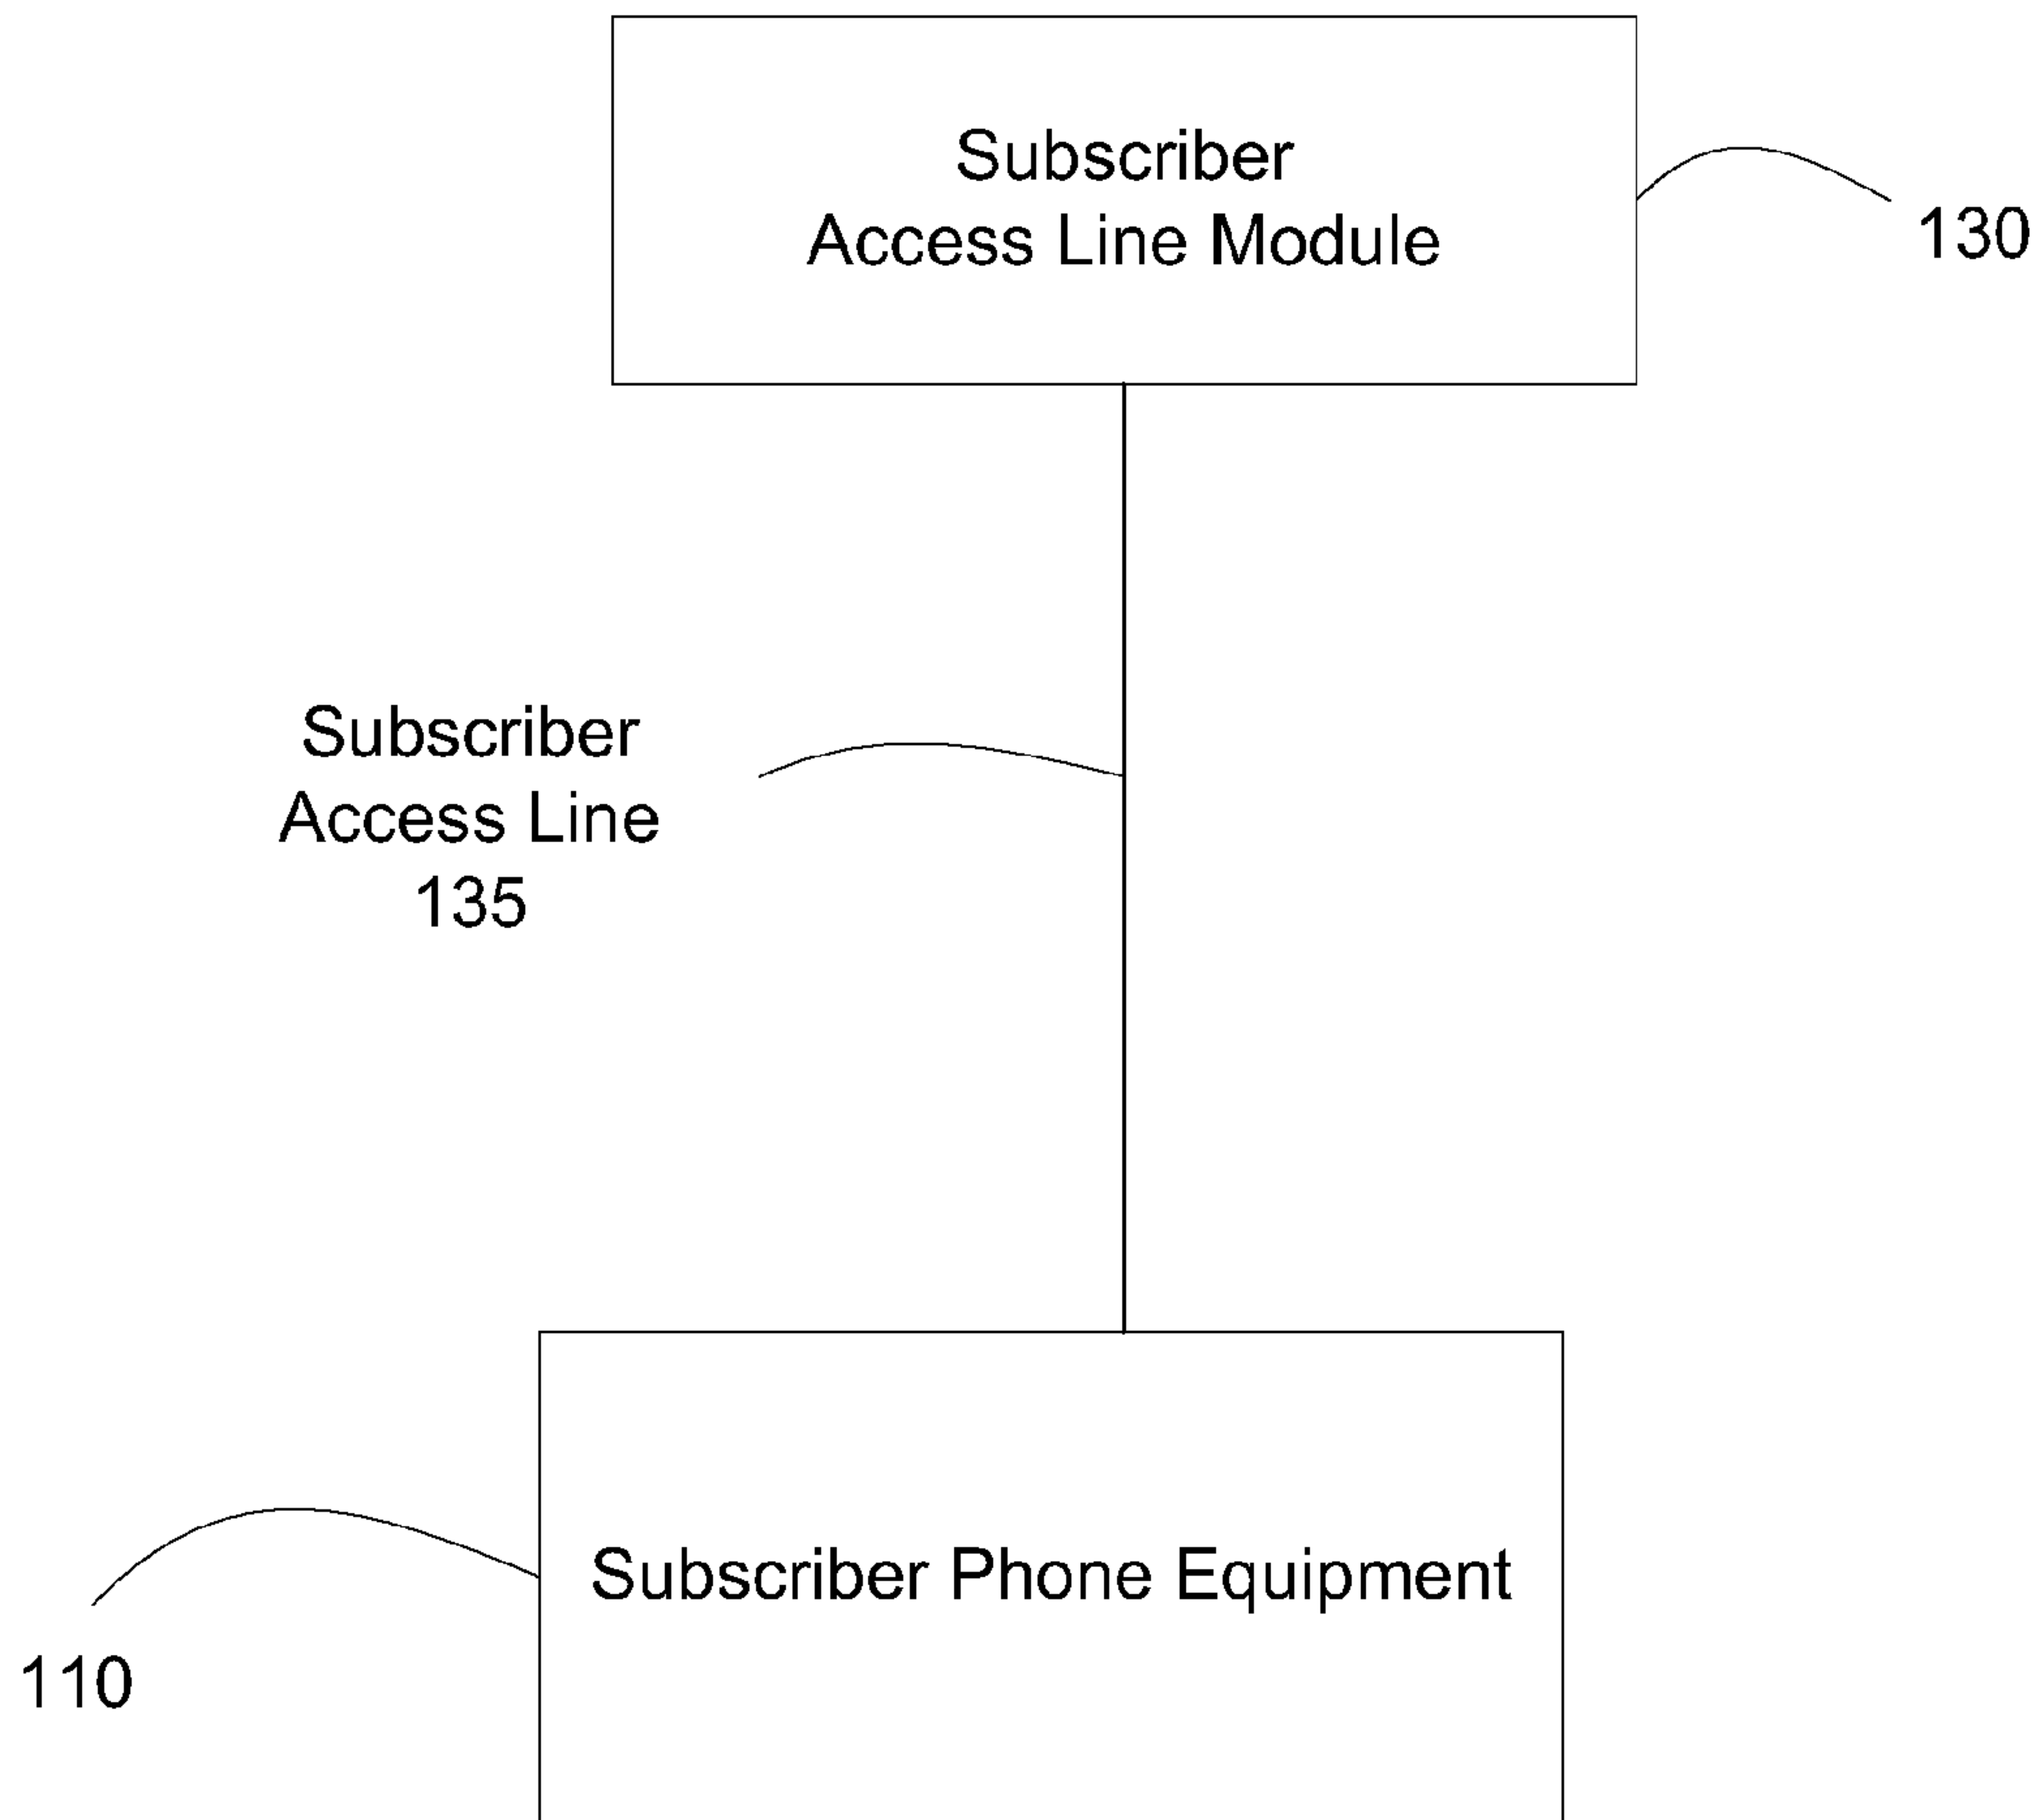 Subscriber
Access Line Module
130
Subscriber
Access Line
135
Subscriber Phone Equipment
110